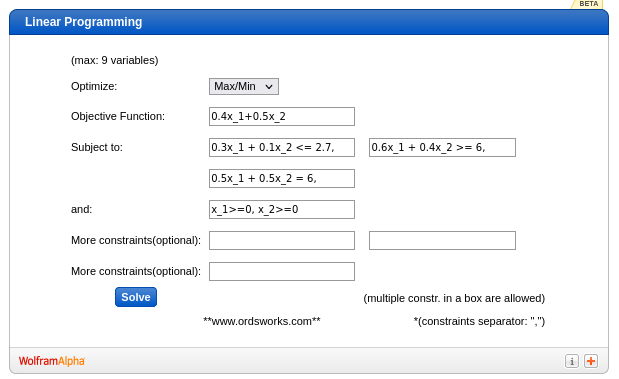 BETA
Linear Programming
(max: 9 variables)
Optimize: Max/Min
Objective Function: 0.4x_1+0.5x_2
Subject to: 0.3x_1 + 0.1x_2 <= 2.7, 0.6x_1 + 0.4x_2 >= 6,
0.5x_1 + 0.5x_2 = 6,
and: x_1>=0, x_2>=0
More constraints(optional):
More constraints(optional):
Solve (multiple constr. in a box are allowed)
**www.ordsworks.com** *(constraints separator: ",")
WolframAlpha i